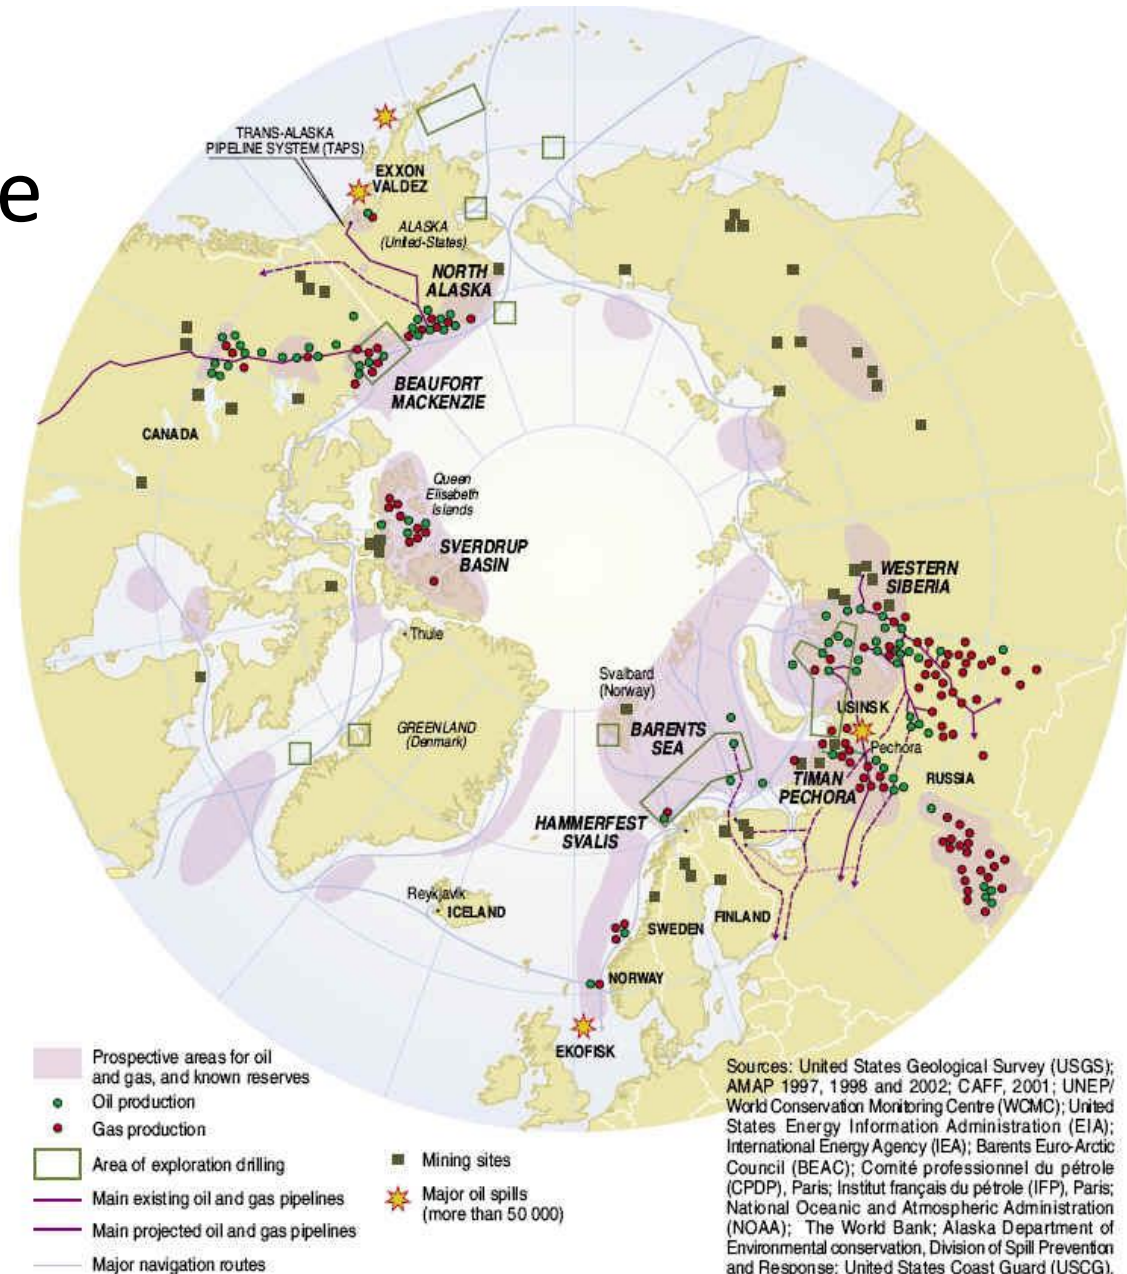 e
TRANS-ALASKA
PIPELINE SYSTEM (TAPS)
EXXON
VALDEZ
ALASKA
(United-States)
NORTH
ALASKA
BEAUFORT
MACKENZIE
CANADA
Queen
Elisabeth
Islands
SVERDRUP
BASIN
WESTERN
SIBERIA
Thule
Svalbard
(Norway)
GREENLAND
(Denmark)
BARENTS
SEA
USINSK
Pechora
TIMAN
PECHORA
RUSSIA
HAMMERFEST
SVALIS
Reykjavik
ICELAND
SWEDEN
FINLAND
NORWAY
EKOFISK
Prospective areas for oil
and gas, and known reserves
Oil production
Gas production
Area of exploration drilling
Main existing oil and gas pipelines
Main projected oil and gas pipelines
Major navigation routes
Mining sites
Major oil spills
(more than 50 000)
Sources: United States Geological Survey (USGS);
AMAP 1997, 1998 and 2002; CAFF, 2001; UNEP/
World Conservation Monitoring Centre (WCMC); United
States Energy Information Administration (EIA);
International Energy Agency (IEA); Barents Euro-Arctic
Council (BEAC); Comité professionnel du pétrole
(CPDP), Paris; Institut français du pétrole (IFP), Paris;
National Oceanic and Atmospheric Administration
(NOAA); The World Bank; Alaska Department of
Environmental conservation, Division of Spill Prevention
and Response; United States Coast Guard (USCG).